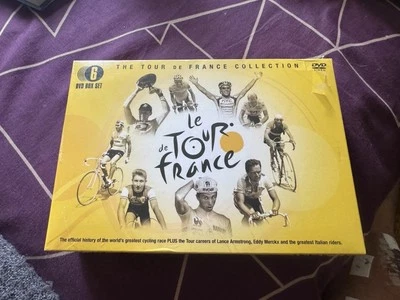 6
DVD BOX SET
THE TOUR DE FRANCE COLLECTION
DVD
Le
de TOUR
france
The official history of the world's greatest cycling race PLUS the Tour careers of Lance Armstrong, Eddy Merckx and the greatest Italian riders.